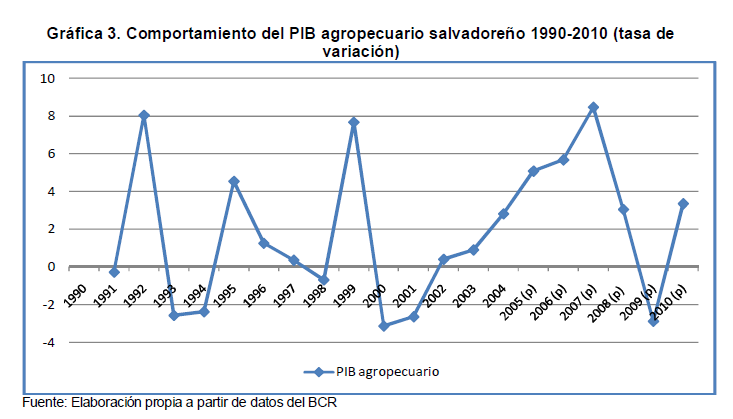 Gráfica 3. Comportamiento del PIB agropecuario salvadoreño 1990-2010 (tasa de
variación)
10
8
6
4
2
0
-2
-4
1990
1991
1992
1993
1994
1995
1996
1997
1998
1999
2000
2001
2002
2003
2004
2005 (p)
2006 (p)
2007 (p)
2008 (p)
2009 (p)
2010 (p)
PIB agropecuario
Fuente: Elaboración propia a partir de datos del BCR